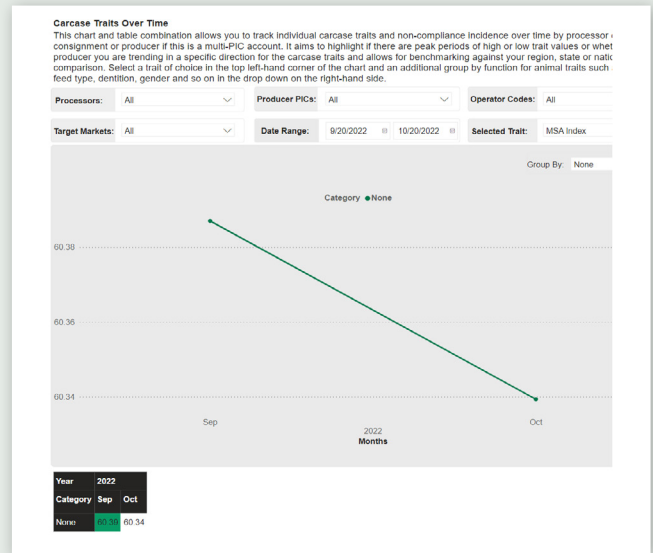 Carcase Traits Over Time
This chart and table combination allows you to track individual carcase traits and non-compliance incidence over time by processor
consignment or producer if this is a multi-PIC account. It aims to highlight if there are peak periods of high or low trait values or whet
producer you are trending in a specific direction for the carcase traits and allows for benchmarking against your region, state or natic
comparison. Select a trait of choice in the top left-hand corner of the chart and an additional group by function for animal traits such
feed type, dentition, gender and so on in the drop down on the right-hand side.
Processors: All Producer PICs: All Operator Codes: All
Target Markets: All Date Range: 9/20/2022 10/20/2022 Selected Trait: MSA Index
Group By: None
Category None
60.38
60.36
60.34
Sep Oct
2022
Months
Year 2022
Category Sep Oct
None 60.39 60.34